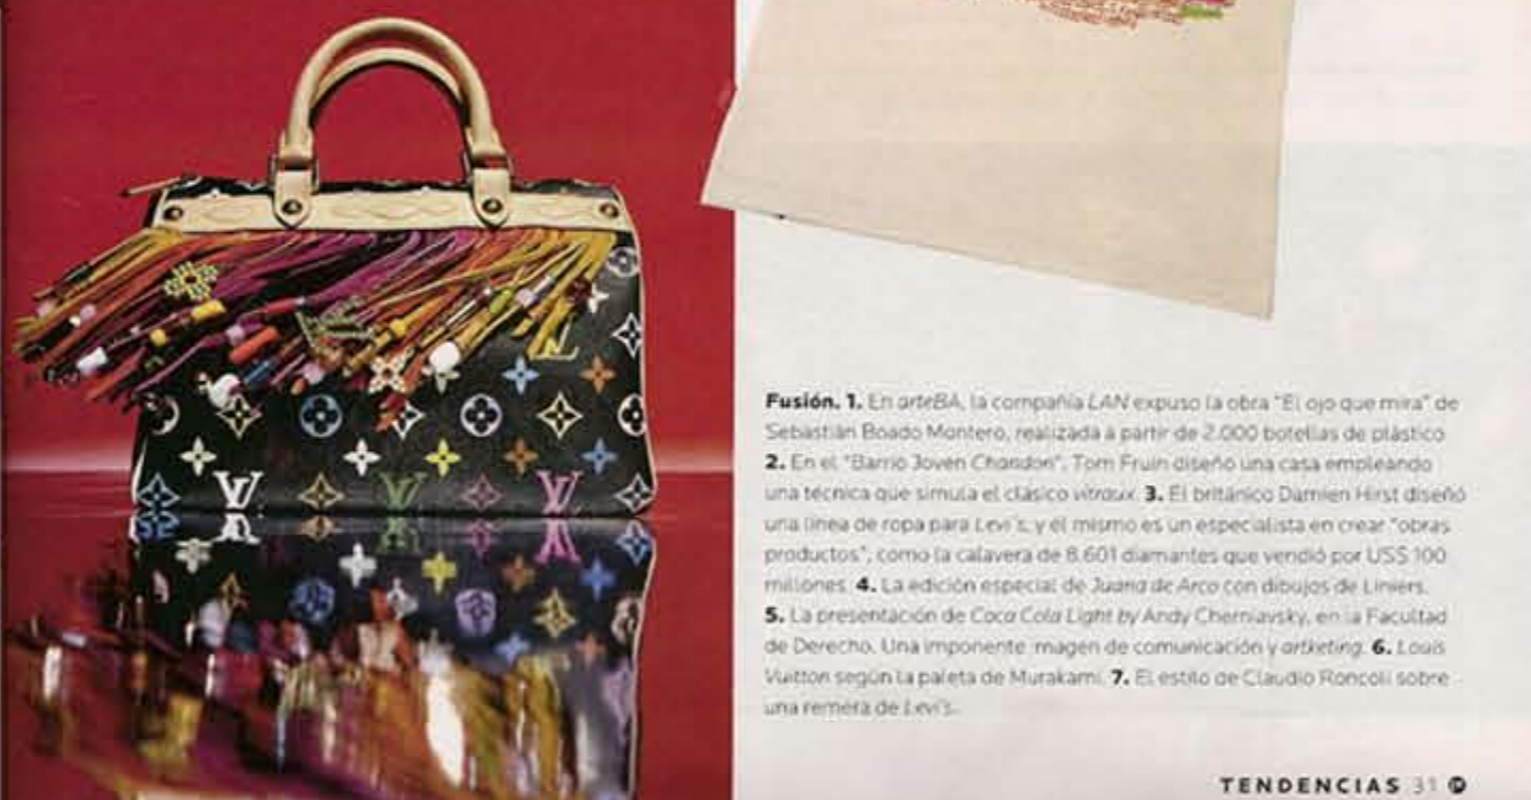 Fusión. 1. En arteBA, la compañía LAN expuso la obra "El ojo que mira" de
Sebastián Boado Montero, realizada a partir de 2.000 botellas de plástico
2. En el "Barrio Joven Chandon", Tom Fruin diseñó una casa empleando
una técnica que simula el clásico vitraux. 3. El británico Damien Hirst diseñó
una línea de ropa para Levi's, y él mismo es un especialista en crear "obras
productos", como la calavera de 8.601 diamantes que vendió por US$ 100
millones. 4. La edición especial de Juana de Arco con dibujos de Liniers.
5. La presentación de Coca Cola Light by Andy Cherniavsky, en la Facultad
de Derecho. Una imponente imagen de comunicación y artketing. 6. Louis
Vuitton según la paleta de Murakami. 7. El estilo de Claudio Roncoli sobre
una remera de Levi's.
TENDENCIAS 31